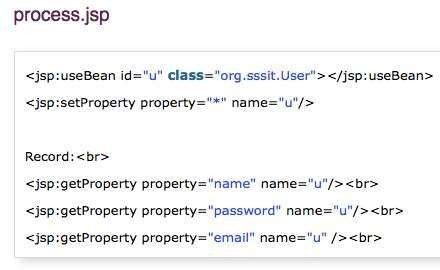 process.jsp
<jsp:useBean id="u" class="org.sssit.User"></jsp:useBean>
<jsp:setProperty property="*" name="u"/>
Record:<br>
<jsp:getProperty property="name" name="u"/><br>
<jsp:getProperty property="password" name="u"/><br>
<jsp:getProperty property="email" name="u" /><br>